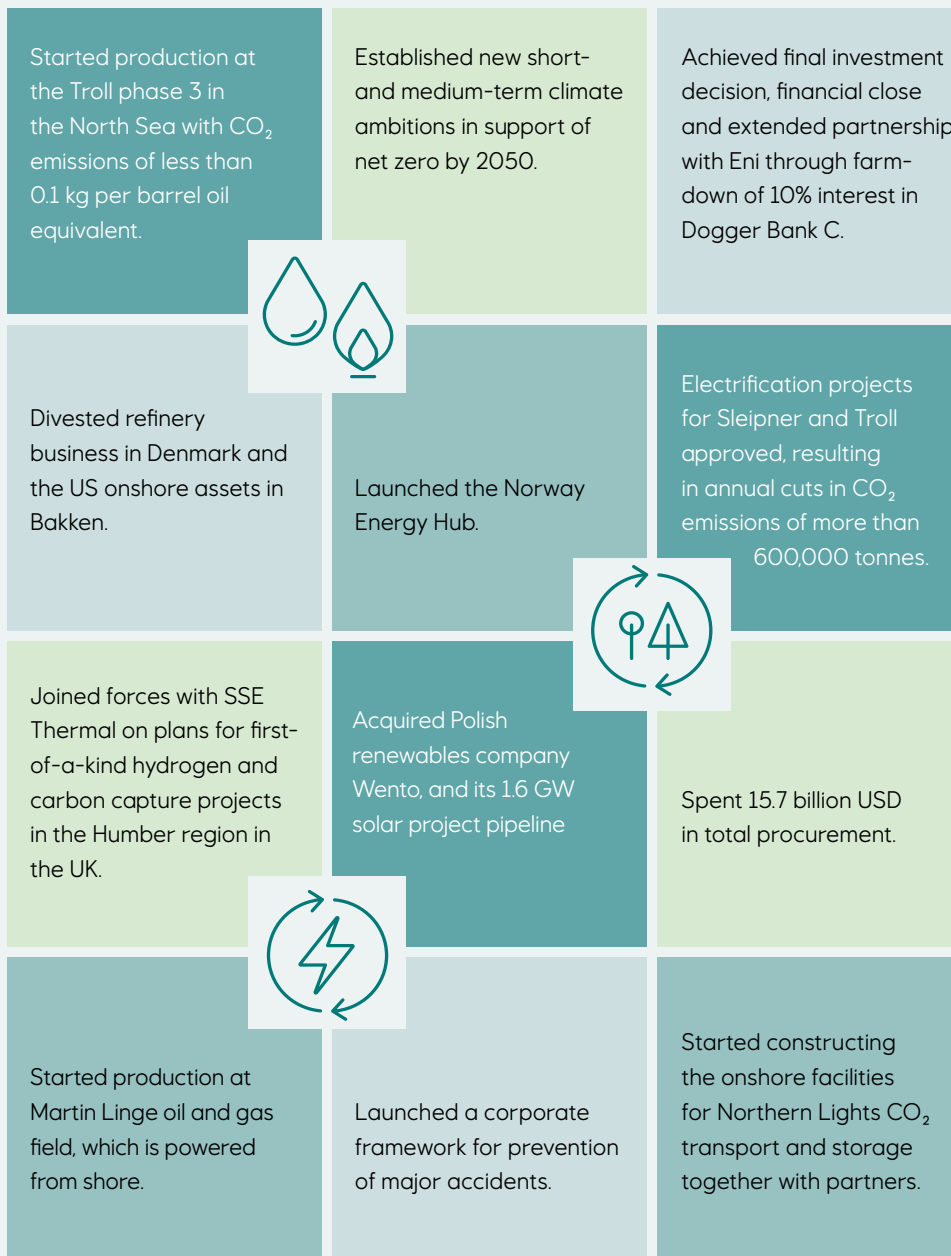 Started production at
the Troll phase 3 in
the North Sea with CO₂
emissions of less than
0.1 kg per barrel oil
equivalent.
Established new short-
and medium-term climate
ambitions in support of
net zero by 2050.
Achieved final investment
decision, financial close
and extended partnership
with Eni through farm-
down of 10% interest in
Dogger Bank C.
Divested refinery
business in Denmark and
the US onshore assets in
Bakken.
Launched the Norway
Energy Hub.
Electrification projects
for Sleipner and Troll
approved, resulting
in annual cuts in CO₂
emissions of more than
600,000 tonnes.
Joined forces with SSE
Thermal on plans for first-
of-a-kind hydrogen and
carbon capture projects
in the Humber region in
the UK.
Acquired Polish
renewables company
Wento, and its 1.6 GW
solar project pipeline
Spent 15.7 billion USD
in total procurement.
Started production at
Martin Linge oil and gas
field, which is powered
from shore.
Launched a corporate
framework for prevention
of major accidents.
Started constructing
the onshore facilities
for Northern Lights CO₂
transport and storage
together with partners.